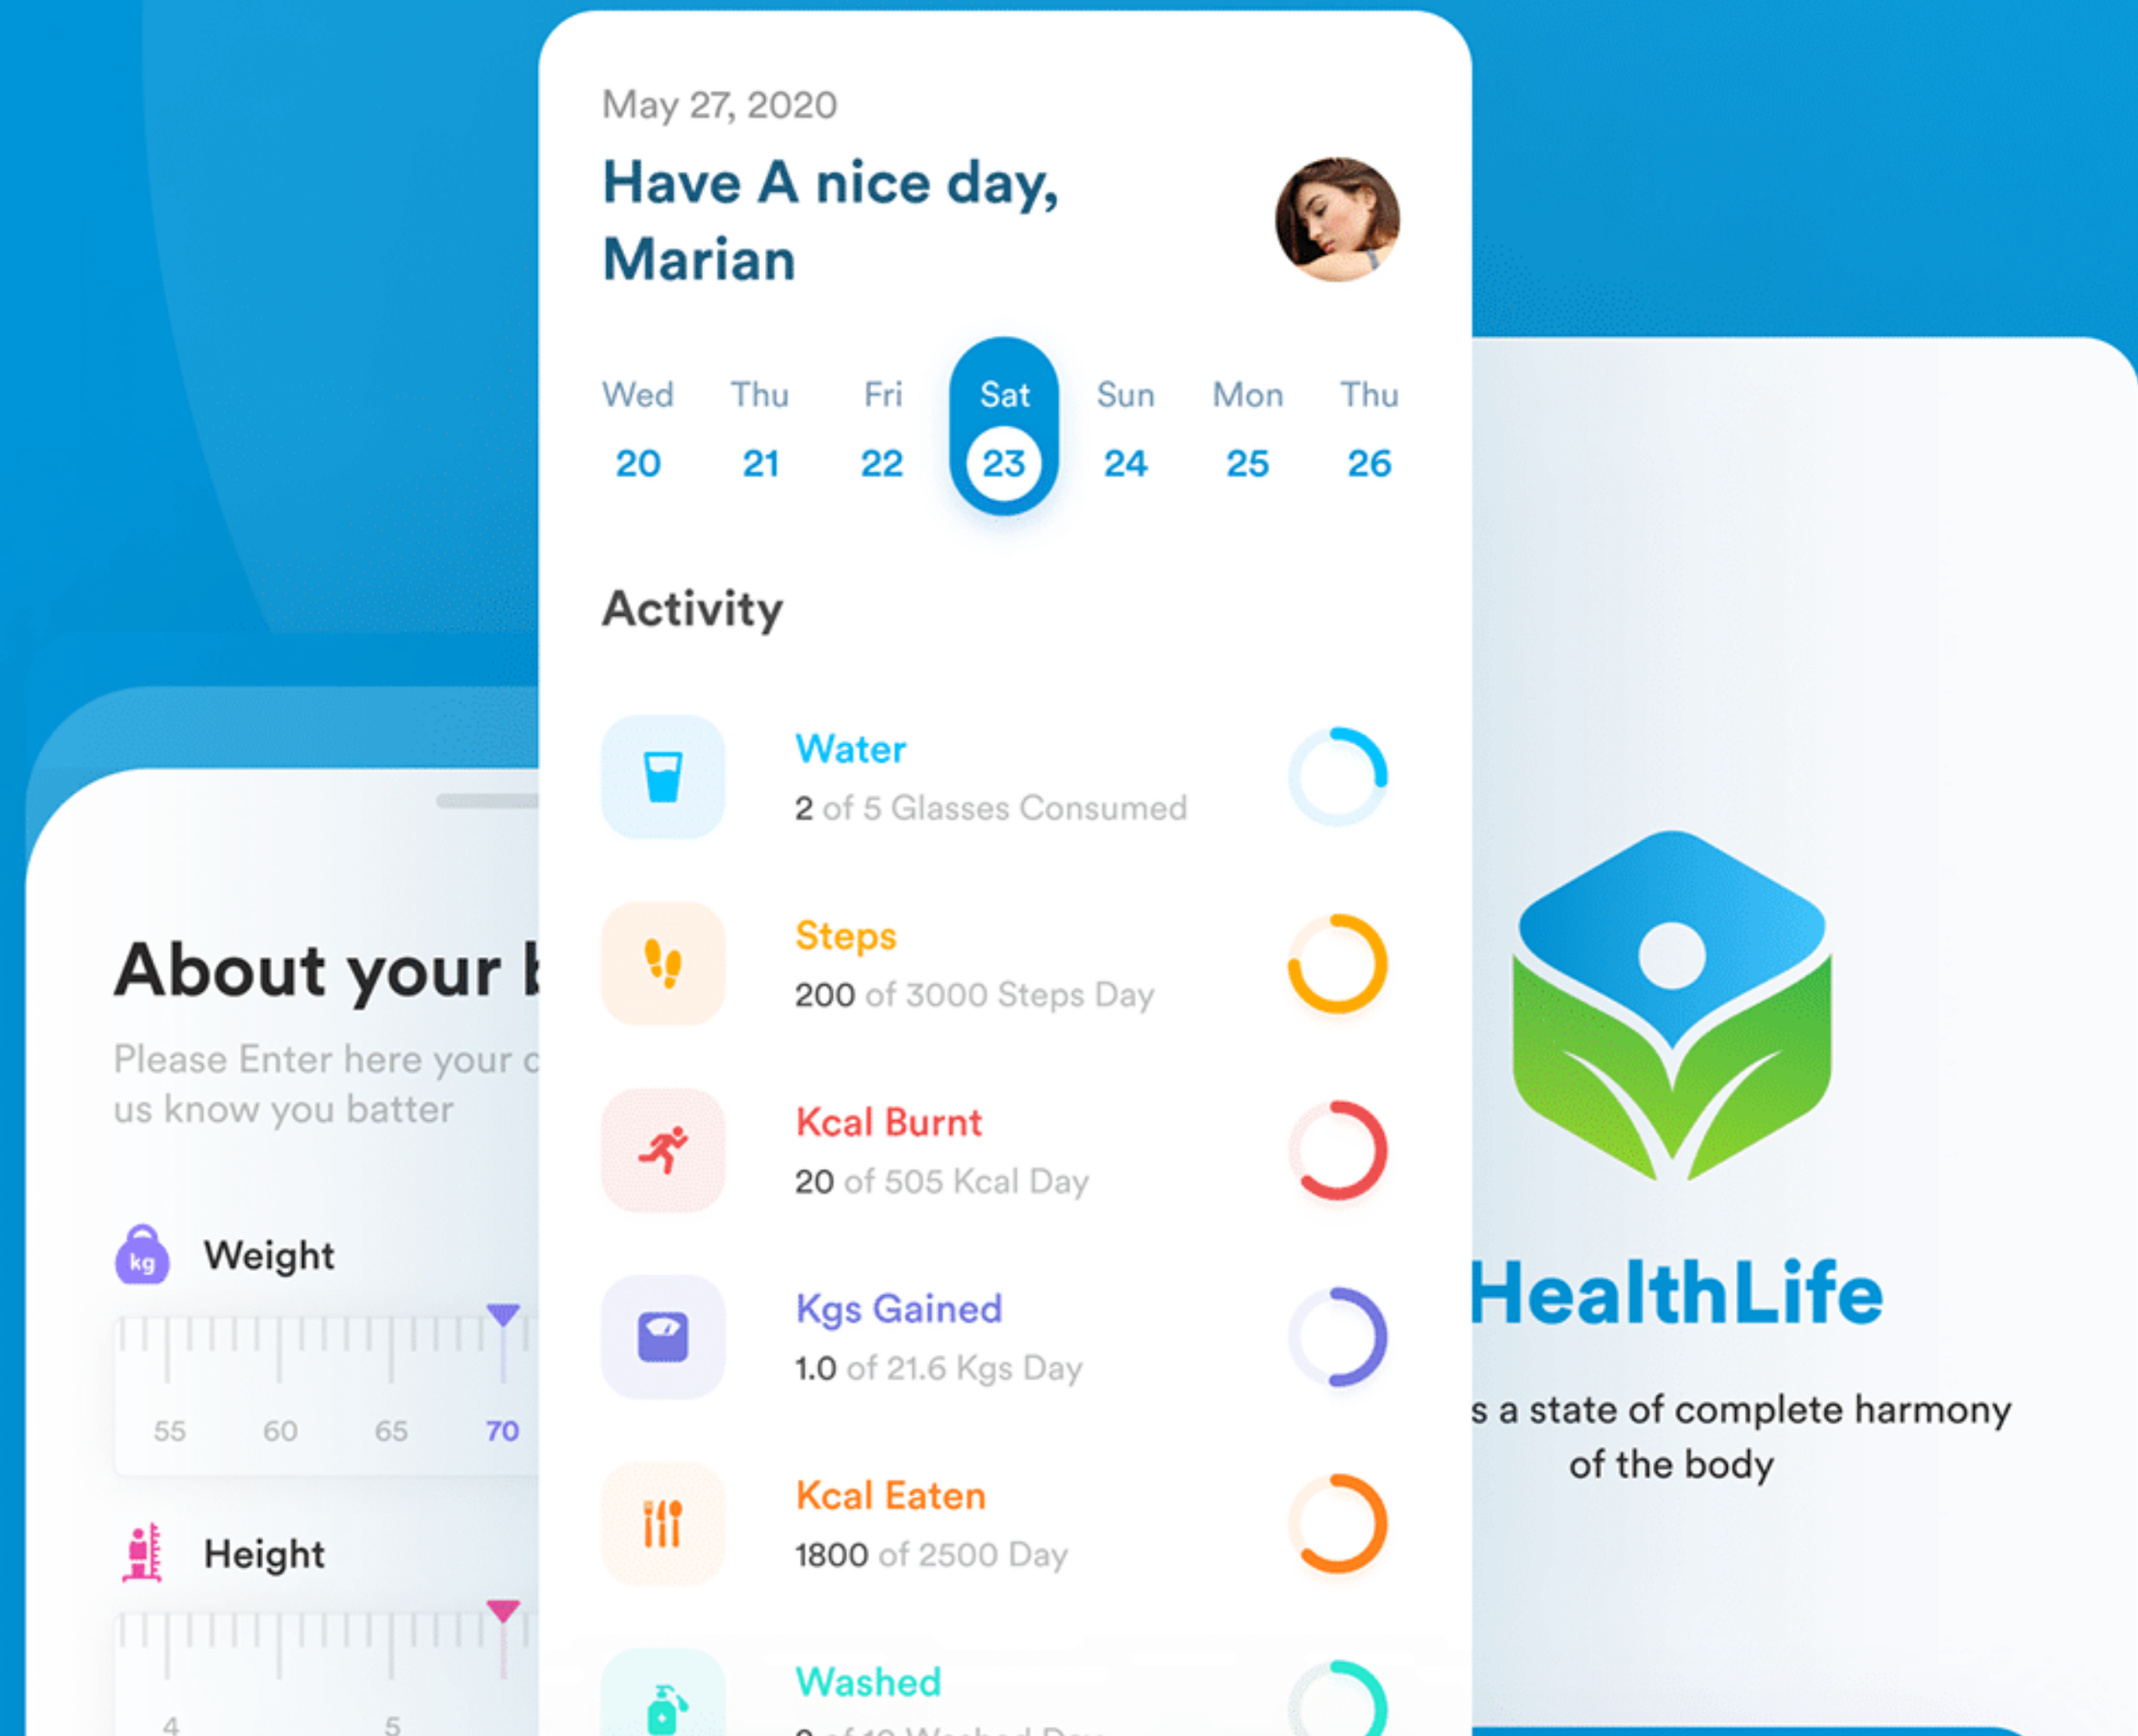 May 27, 2020
Have A nice day,
Marian
Wed Thu Fri Sat Sun Mon Thu
20 21 22 23 24 25 26
Activity
Water
2 of 5 Glasses Consumed
Steps
200 of 3000 Steps Day
Kcal Burnt
20 of 505 Kcal Day
Kgs Gained
1.0 of 21.6 Kgs Day
Kcal Eaten
1800 of 2500 Day
Washed
About your
Please Enter here your
us know you batter
kg
Weight
55 60 65 70
Height
4 5
HealthLife
s a state of complete harmony
of the body